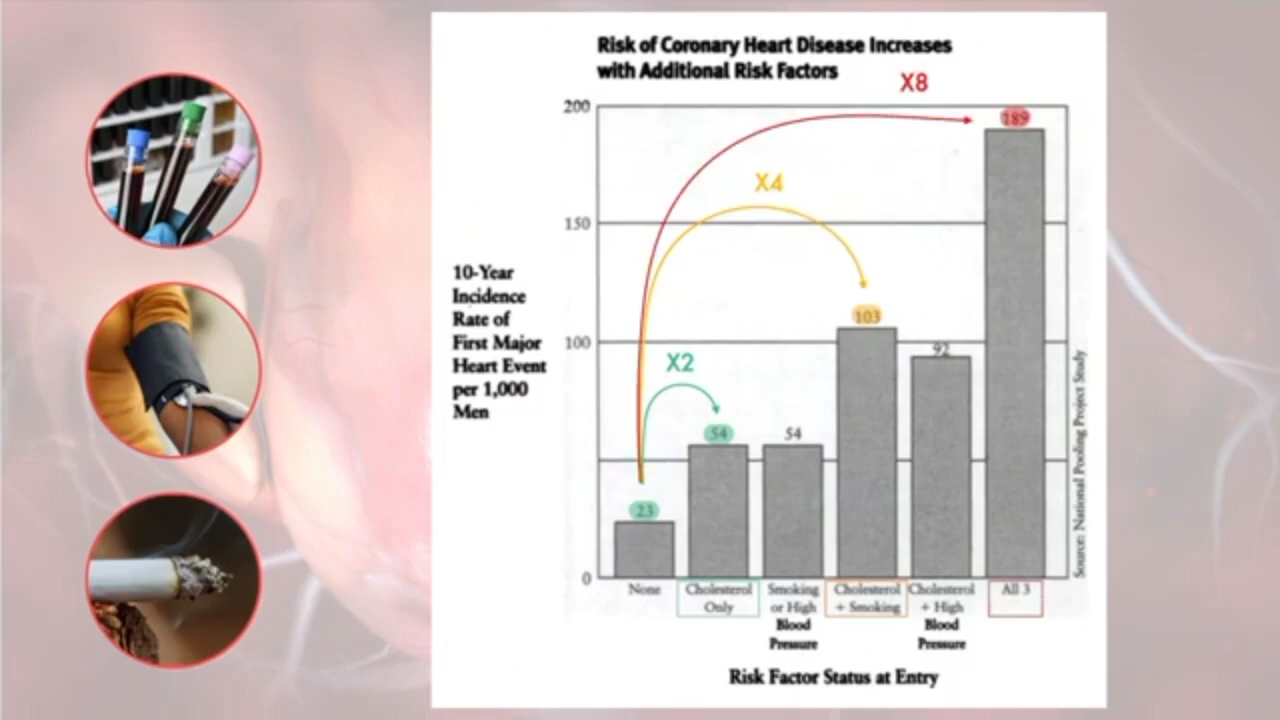 Risk of Coronary Heart Disease Increases
with Additional Risk Factors
X8
200
189
X4
150
10-Year
Incidence
Rate of
First Major
Heart Event
per 1,000
Men
103
100
92
X2
54
54
23
0
None
Cholesterol
Only
Smoking
or High
Blood
Pressure
Cholesterol
+ Smoking
Cholesterol
+ High
Blood
Pressure
All 3
Risk Factor Status at Entry
Source: National Pooling Project Study